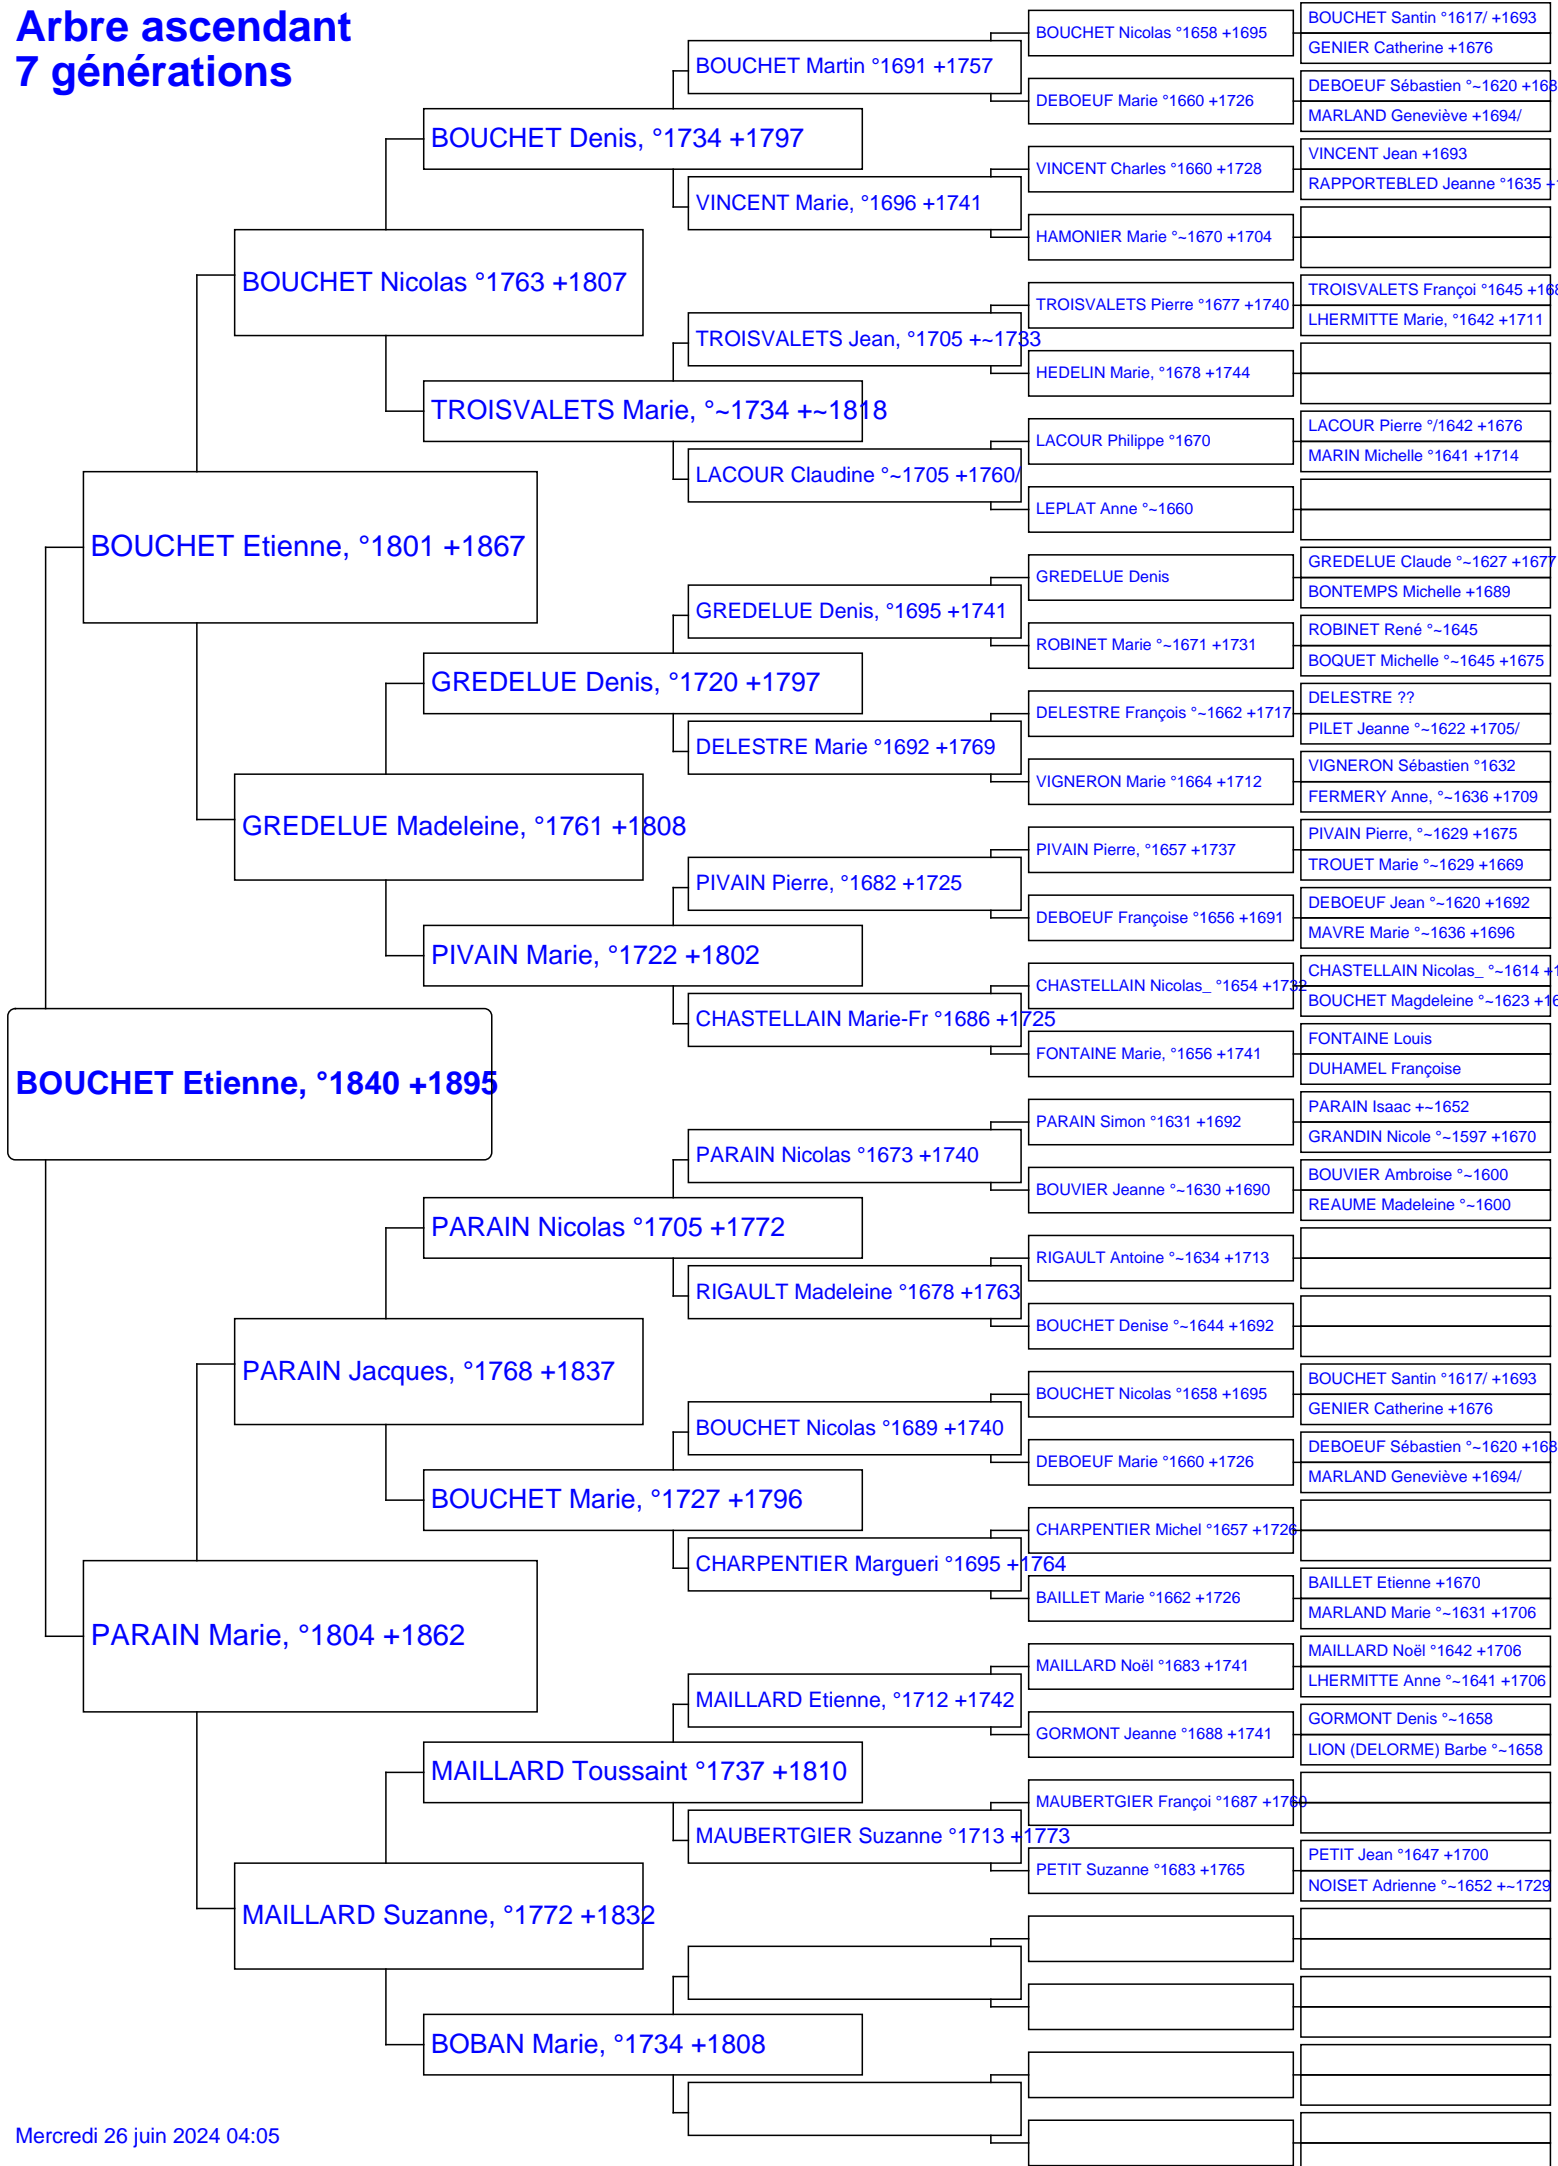 Arbre ascendant
7 générations
BOUCHET Etienne, °1840 +1895
BOUCHET Etienne, °1801 +1867
PARAIN Marie, °1804 +1862
BOUCHET Nicolas °1763 +1807
GREDELUE Madeleine, °1761 +1808
PARAIN Jacques, °1768 +1837
MAILLARD Suzanne, °1772 +1832
BOUCHET Denis, °1734 +1797
TROISVALETS Marie, °~1734 +~1818
GREDELUE Denis, °1720 +1797
PIVAIN Marie, °1722 +1802
PARAIN Nicolas °1705 +1772
BOUCHET Marie, °1727 +1796
MAILLARD Toussaint °1737 +1810
BOBAN Marie, °1734 +1808
BOUCHET Martin °1691 +1757
VINCENT Marie, °1696 +1741
TROISVALETS Jean, °1705 +~1733
LACOUR Claudine °~1705 +1760/
GREDELUE Denis, °1695 +1741
DELESTRE Marie °1692 +1769
PIVAIN Pierre, °1682 +1725
CHASTELLAIN Marie-Fr °1686 +1725
PARAIN Nicolas °1673 +1740
RIGAULT Madeleine °1678 +1763
BOUCHET Nicolas °1689 +1740
CHARPENTIER Margueri °1695 +1764
MAILLARD Etienne, °1712 +1742
MAUBERTGIER Suzanne °1713 +1773
BOUCHET Nicolas °1658 +1695
DEBOEUF Marie °1660 +1726
VINCENT Charles °1660 +1728
HAMONIER Marie °~1670 +1704
TROISVALETS Pierre °1677 +1740
HEDELIN Marie, °1678 +1744
LACOUR Philippe °1670
LEPLAT Anne °~1660
GREDELUE Denis
ROBINET Marie °~1671 +1731
DELESTRE François °~1662 +1717
VIGNERON Marie °1664 +1712
PIVAIN Pierre, °1657 +1737
DEBOEUF Françoise °1656 +1691
CHASTELLAIN Nicolas_ °1654 +1732
FONTAINE Marie, °1656 +1741
PARAIN Simon °1631 +1692
BOUVIER Jeanne °~1630 +1690
RIGAULT Antoine °~1634 +1713
BOUCHET Denise °~1644 +1692
BOUCHET Nicolas °1658 +1695
DEBOEUF Marie °1660 +1726
CHARPENTIER Michel °1657 +1726
BAILLET Marie °1662 +1726
MAILLARD Noël °1683 +1741
GORMONT Jeanne °1688 +1741
MAUBERTGIER Françoi °1687 +1760
PETIT Suzanne °1683 +1765
BOUCHET Santin °1617/ +1693
GENIER Catherine +1676
DEBOEUF Sébastien °~1620 +168
MARLAND Geneviève +1694/
VINCENT Jean +1693
RAPPORTEBLED Jeanne °1635 +1
TROISVALETS Françoi °1645 +168
LHERMITTE Marie, °1642 +1711
LACOUR Pierre °/1642 +1676
MARIN Michelle °1641 +1714
GREDELUE Claude °~1627 +1677
BONTEMPS Michelle +1689
ROBINET René °~1645
BOQUET Michelle °~1645 +1675
DELESTRE ??
PILET Jeanne °~1622 +1705/
VIGNERON Sébastien °1632
FERMERY Anne, °~1636 +1709
PIVAIN Pierre, °~1629 +1675
TROUET Marie °~1629 +1669
DEBOEUF Jean °~1620 +1692
MAVRE Marie °~1636 +1696
CHASTELLAIN Nicolas_ °~1614 +1
BOUCHET Magdeleine °~1623 +16
FONTAINE Louis
DUHAMEL Françoise
PARAIN Isaac +~1652
GRANDIN Nicole °~1597 +1670
BOUVIER Ambroise °~1600
REAUME Madeleine °~1600
BOUCHET Santin °1617/ +1693
GENIER Catherine +1676
DEBOEUF Sébastien °~1620 +168
MARLAND Geneviève +1694/
BAILLET Etienne +1670
MARLAND Marie °~1631 +1706
MAILLARD Noël °1642 +1706
LHERMITTE Anne °~1641 +1706
GORMONT Denis °~1658
LION (DELORME) Barbe °~1658
PETIT Jean °1647 +1700
NOISET Adrienne °~1652 +~1729
Mercredi 26 juin 2024 04:05